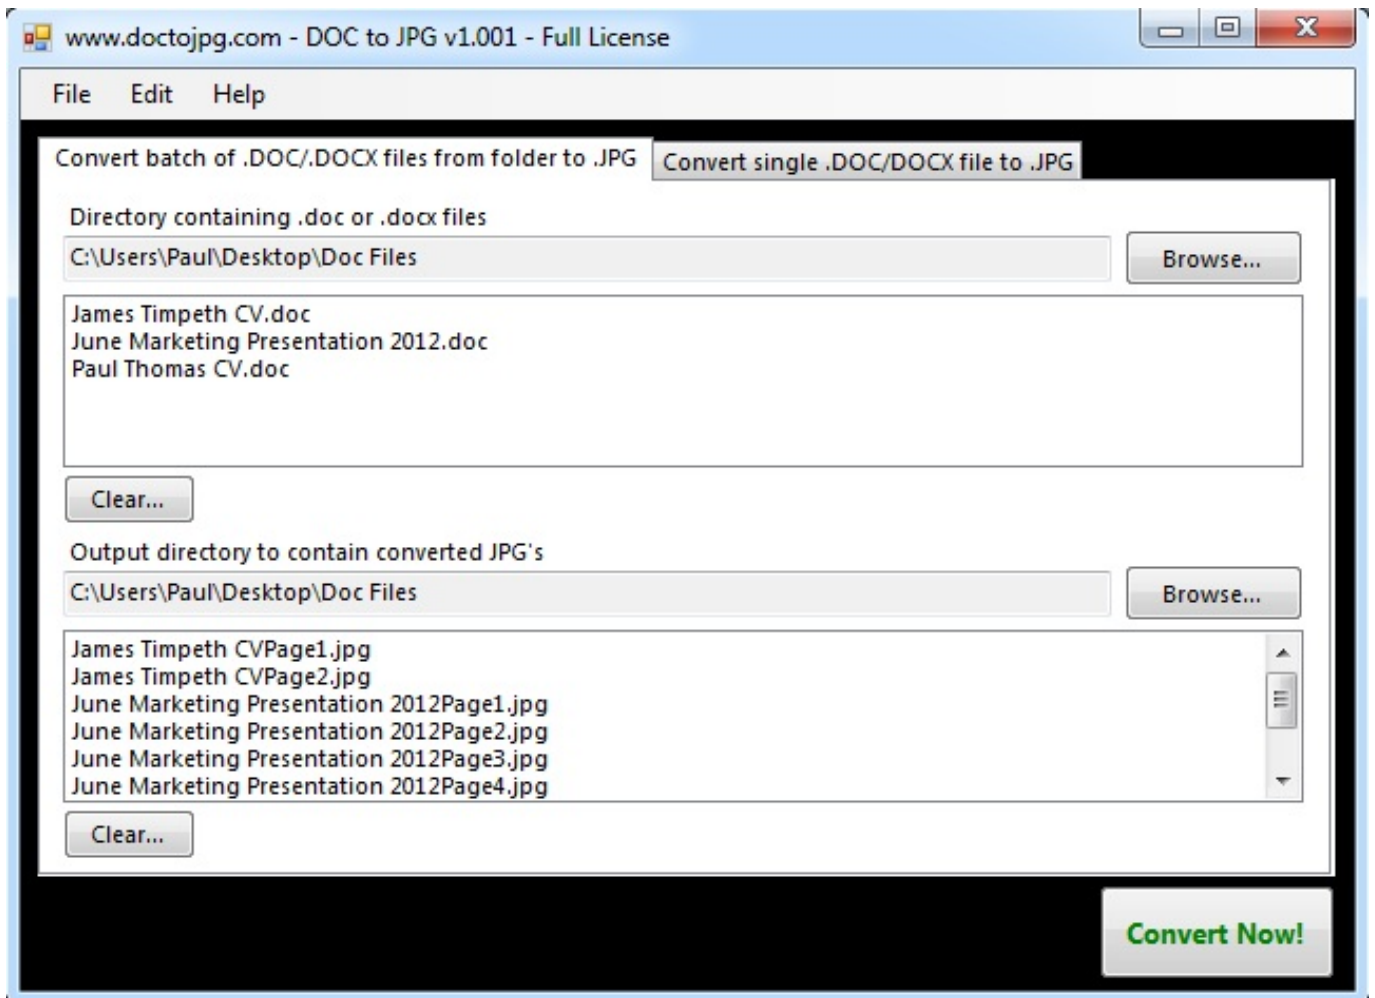 www.doctojpg.com - DOC to JPG v1.001 - Full License
File Edit Help
Convert batch of .DOC/.DOCX files from folder to .JPG
Convert single .DOC/DOCX file to .JPG
Directory containing .doc or .docx files
C:\Users\Paul\Desktop\Doc Files
Browse...
James Timpeth CV.doc
June Marketing Presentation 2012.doc
Paul Thomas CV.doc
Clear...
Output directory to contain converted JPG's
C:\Users\Paul\Desktop\Doc Files
Browse...
James Timpeth CVPage1.jpg
James Timpeth CVPage2.jpg
June Marketing Presentation 2012Page1.jpg
June Marketing Presentation 2012Page2.jpg
June Marketing Presentation 2012Page3.jpg
June Marketing Presentation 2012Page4.jpg
Clear...
Convert Now!